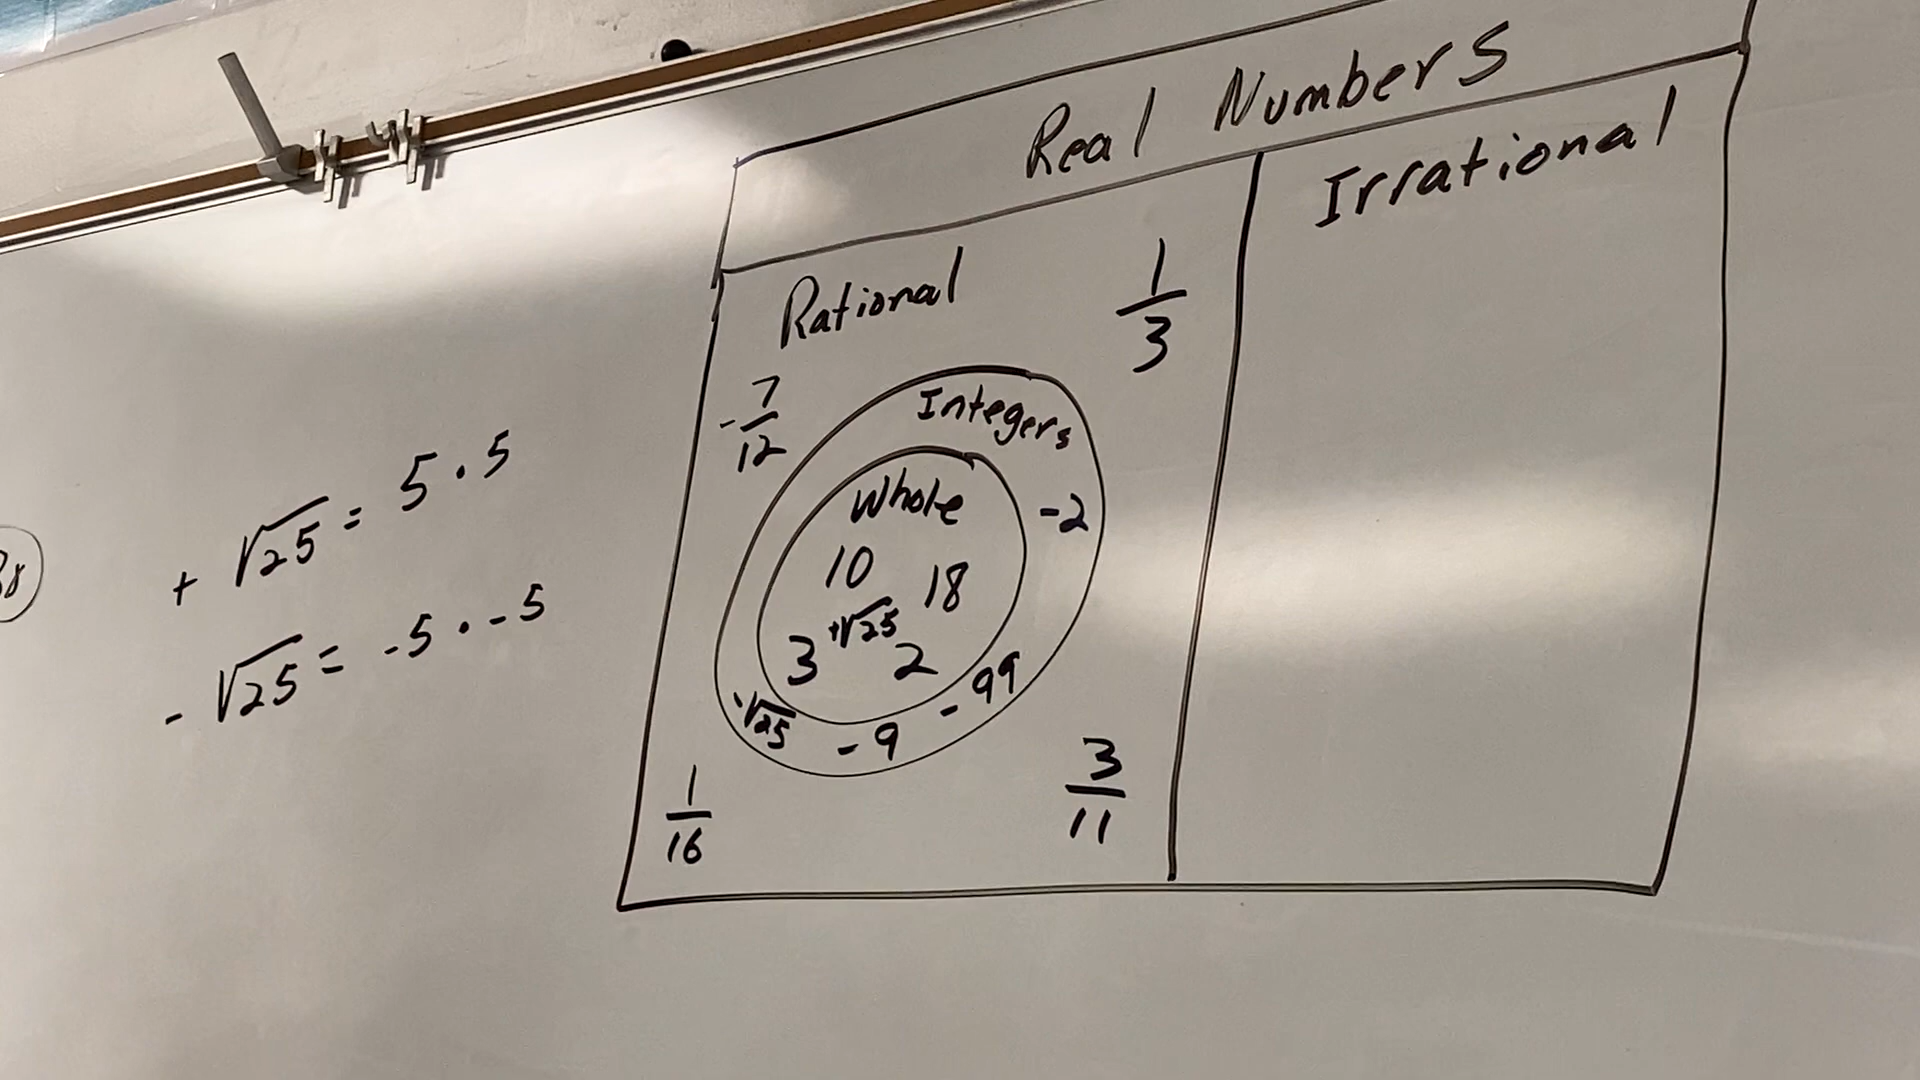 Real Numbers
Rational
Irrational
1/3
-7/12
Integers
Whole
-2
10
18
+√25
3
2
-√25
-9
-99
1/16
3/11
+ √25 = 5 · 5
- √25 = -5 · -5